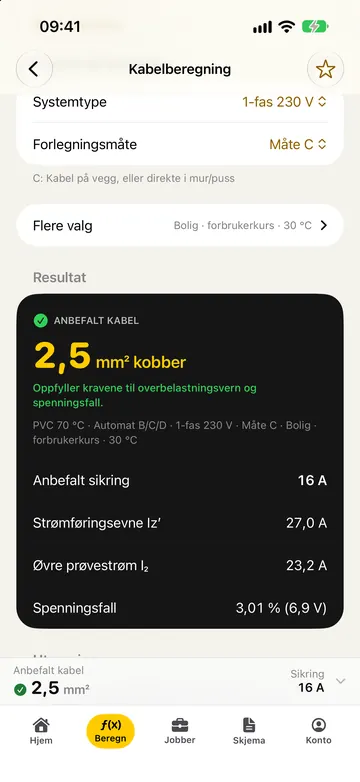 09:41
Kabelberegning
Systemtype 1-fas 230 V
Forlegningsmåte Måte C
C: Kabel på vegg, eller direkte i mur/puss
Flere valg Bolig · forbrukerkurs · 30 °C
Resultat
ANBEFALT KABEL
2,5 mm² kobber
Oppfyller kravene til overbelastningsvern og
spenningsfall.
PVC 70 °C · Automat B/C/D · 1-fas 230 V · Måte C · Bolig ·
forbrukerkurs · 30 °C
Anbefalt sikring 16 A
Strømføringsevne Iz′ 27,0 A
Øvre prøvestrøm I₂ 23,2 A
Spenningsfall 3,01 % (6,9 V)
Anbefalt kabel Sikring
2,5 mm² 16 A
f(x)
Hjem Beregn Jobber Skjema Konto